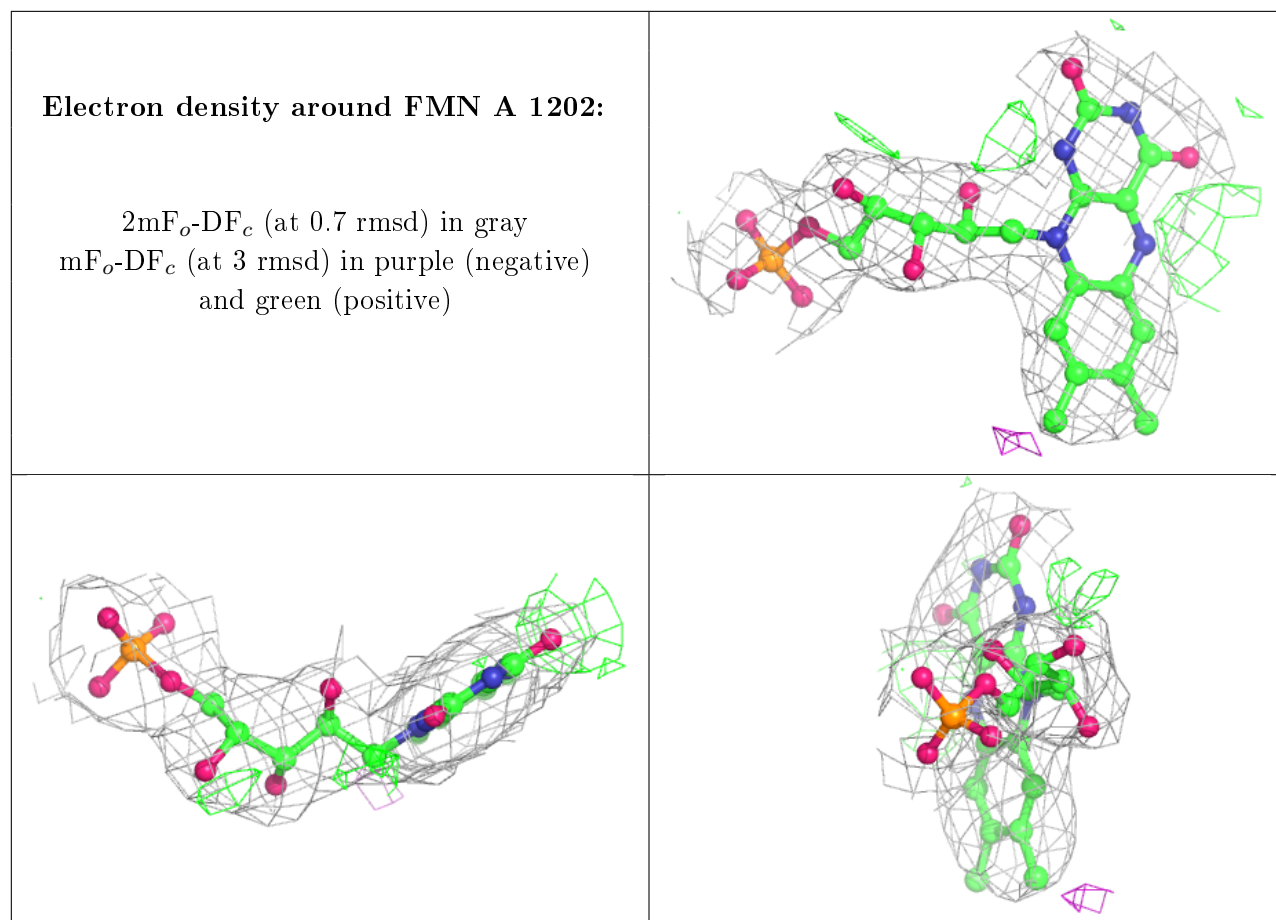 Electron density around FMN A 1202:
2mFo-DFc (at 0.7 rmsd) in gray
mFo-DFc (at 3 rmsd) in purple (negative)
and green (positive)